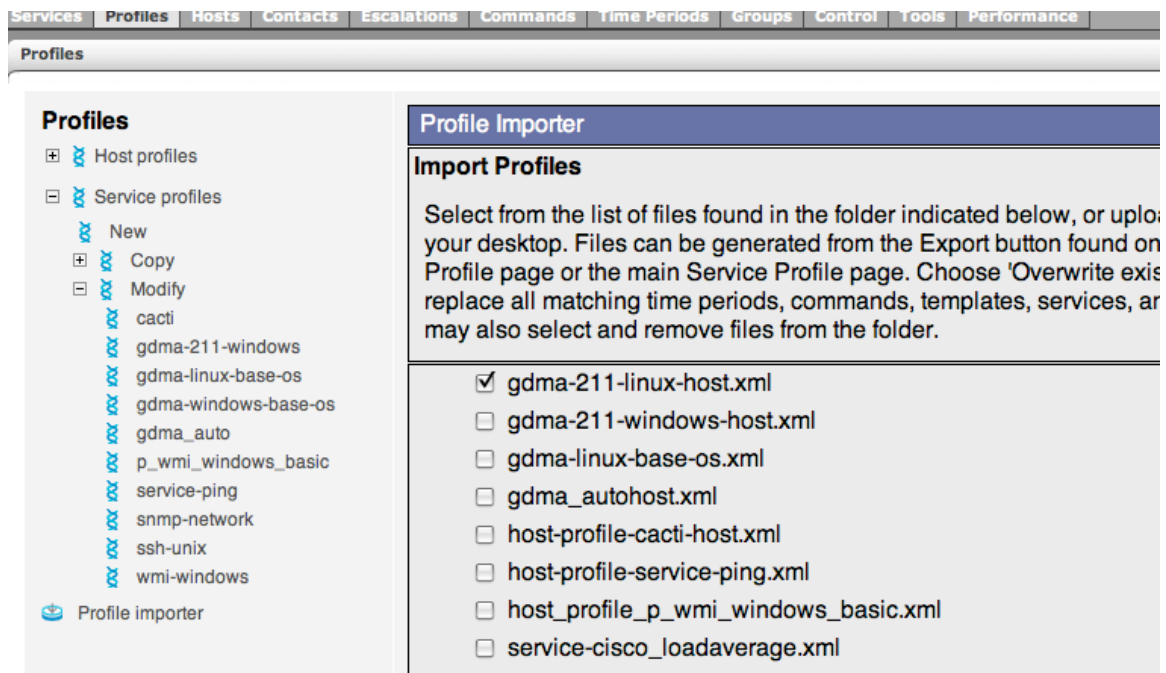 Services Profiles Hosts Contacts Escalations Commands Time Periods Groups Control Tools Performance
Profiles
Profiles
Host profiles
Service profiles
New
Copy
Modify
cacti
gdma-211-windows
gdma-linux-base-os
gdma-windows-base-os
gdma_auto
p_wmi_windows_basic
service-ping
snmp-network
ssh-unix
wmi-windows
Profile importer
Profile Importer
Import Profiles
Select from the list of files found in the folder indicated below, or uploa
your desktop. Files can be generated from the Export button found on
Profile page or the main Service Profile page. Choose 'Overwrite exis
replace all matching time periods, commands, templates, services, an
may also select and remove files from the folder.
gdma-211-linux-host.xml
gdma-211-windows-host.xml
gdma-linux-base-os.xml
gdma_autohost.xml
host-profile-cacti-host.xml
host-profile-service-ping.xml
host_profile_p_wmi_windows_basic.xml
service-cisco_loadaverage.xml